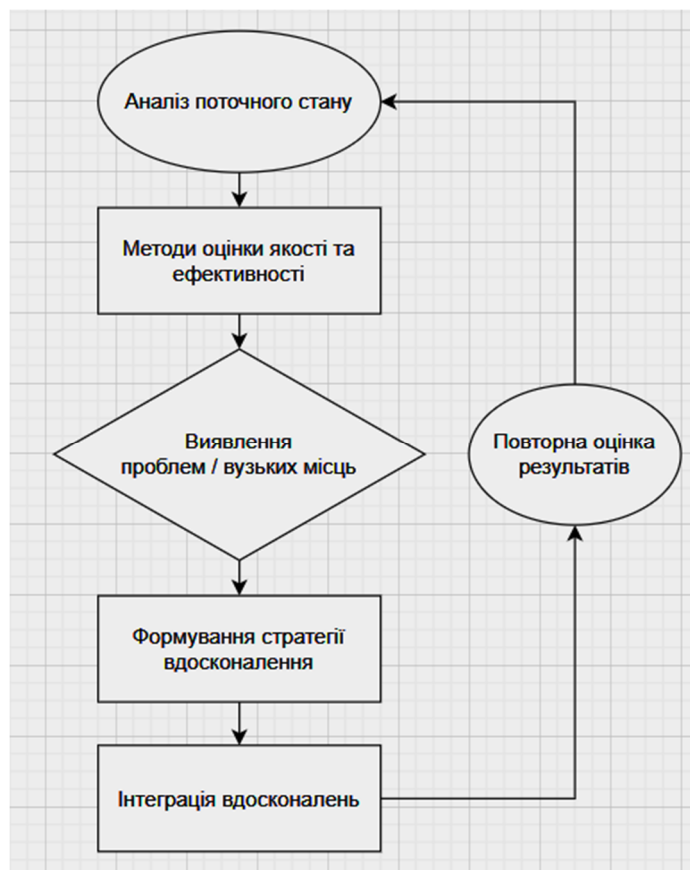 Аналіз поточного стану
Методи оцінки якості та
ефективності
Виявлення
проблем / вузьких місць
Формування стратегії
вдосконалення
Інтеграція вдосконалень
Повторна оцінка
результатів